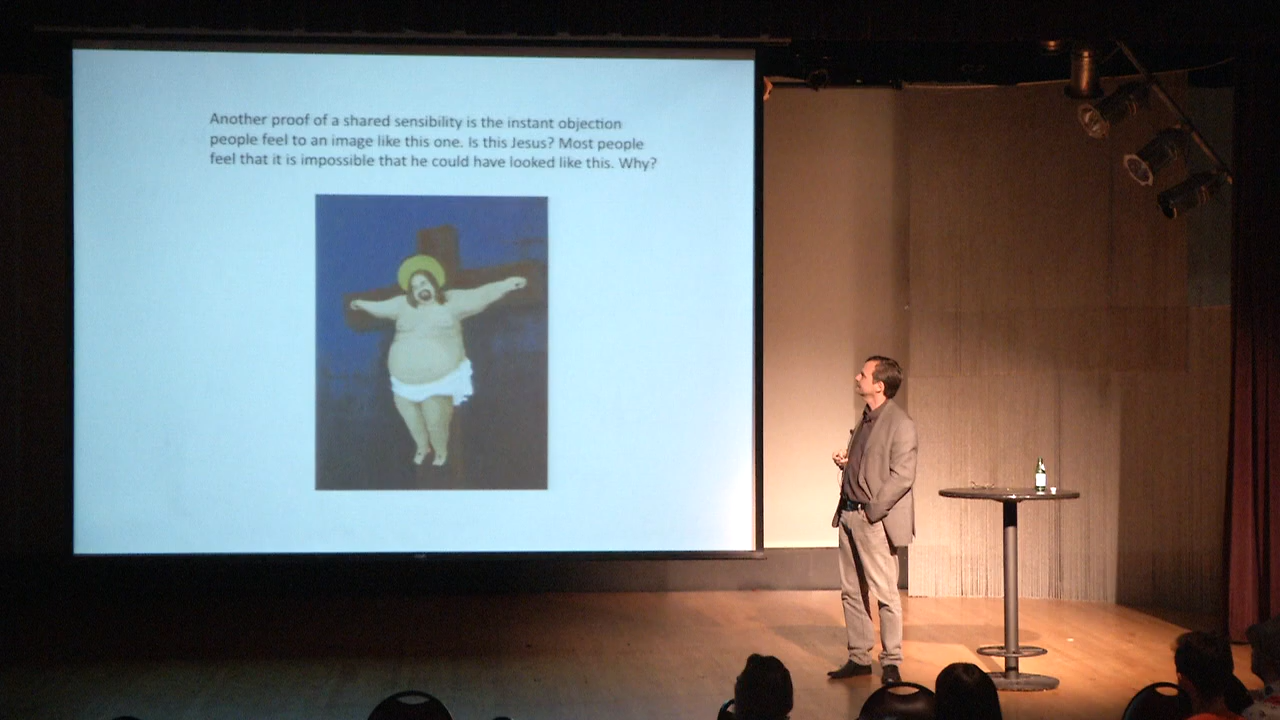 Another proof of a shared sensibility is the instant objection
people feel to an image like this one. Is this Jesus? Most people
feel that it is impossible that he could have looked like this. Why?